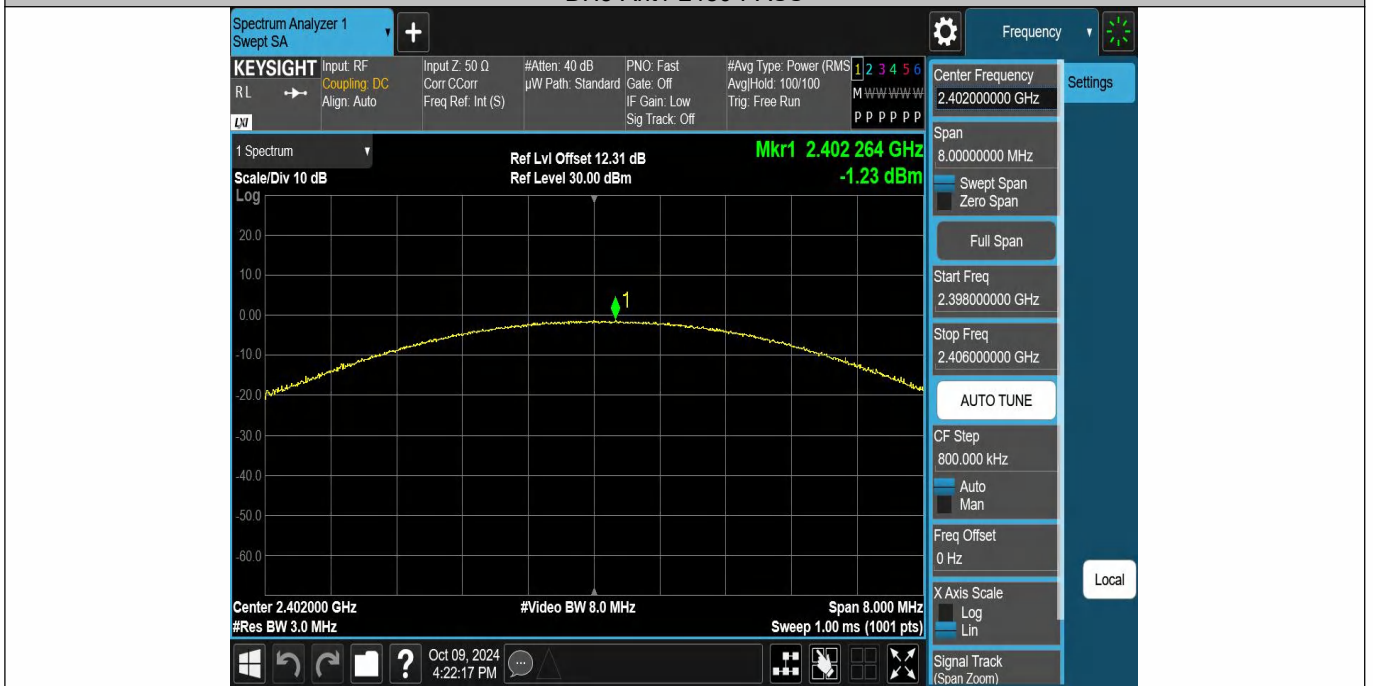 Spectrum Analyzer 1
Swept SA
Frequency
KEYSIGHT
RL
LXI
Input: RF
Coupling: DC
Align: Auto
Input Z: 50 Ω
Corr CCorr
Freq Ref: Int (S)
#Atten: 40 dB
µW Path: Standard
PNO: Fast
Gate: Off
IF Gain: Low
Sig Track: Off
#Avg Type: Power (RMS
Avg|Hold: 100/100
Trig: Free Run
1 2 3 4 5 6
M W W W W W
P P P P P P
1 Spectrum
Scale/Div 10 dB
Log
Ref Lvl Offset 12.31 dB
Ref Level 30.00 dBm
Mkr1 2.402 264 GHz
-1.23 dBm
20.0
10.0
0.00
-10.0
-20.0
-30.0
-40.0
-50.0
-60.0
1
Center 2.402000 GHz
#Res BW 3.0 MHz
#Video BW 8.0 MHz
Span 8.000 MHz
Sweep 1.00 ms (1001 pts)
Center Frequency
2.402000000 GHz
Settings
Span
8.00000000 MHz
Swept Span
Zero Span
Full Span
Start Freq
2.398000000 GHz
Stop Freq
2.406000000 GHz
AUTO TUNE
CF Step
800.000 kHz
Auto
Man
Freq Offset
0 Hz
X Axis Scale
Log
Lin
Local
Signal Track
(Span Zoom)
?
Oct 09, 2024
4:22:17 PM